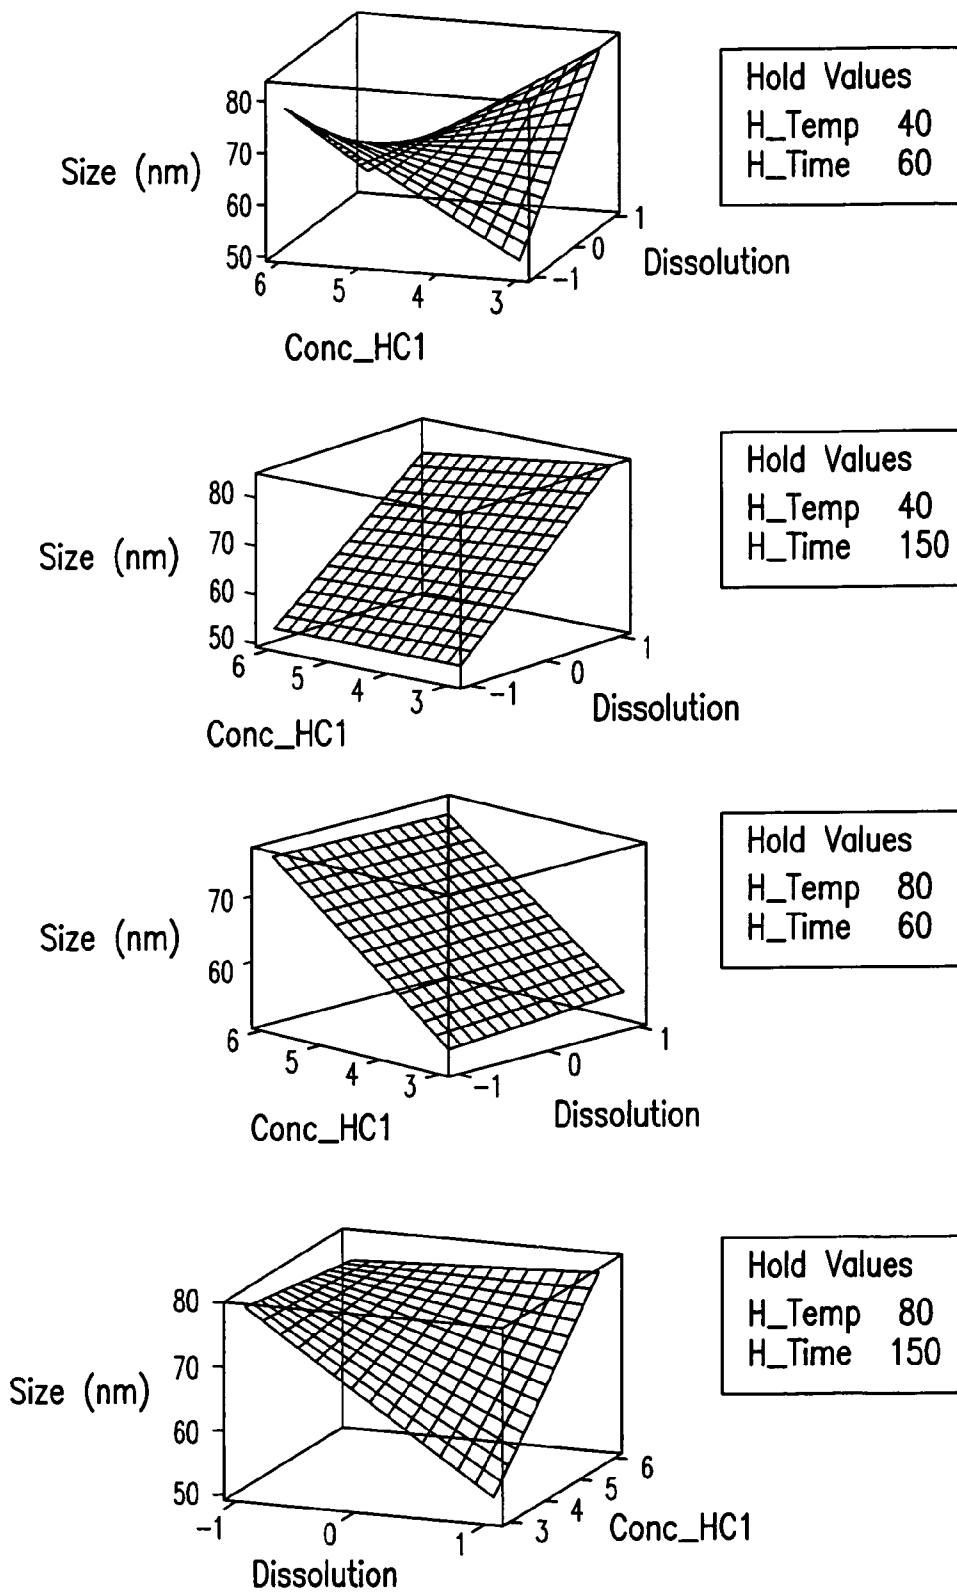 Hold Values
H_Temp 40
H_Time 60
80
70
60
50
Size (nm)
6
5
4
3
-1
0
1
Dissolution
Conc_HC1
Hold Values
H_Temp 40
H_Time 150
80
70
60
50
Size (nm)
6
5
4
3
-1
0
1
Dissolution
Conc_HC1
Hold Values
H_Temp 80
H_Time 60
70
60
Size (nm)
6
5
4
3
-1
0
1
Dissolution
Conc_HC1
Hold Values
H_Temp 80
H_Time 150
80
70
60
50
Size (nm)
-1
0
1
3
4
5
6
Conc_HC1
Dissolution